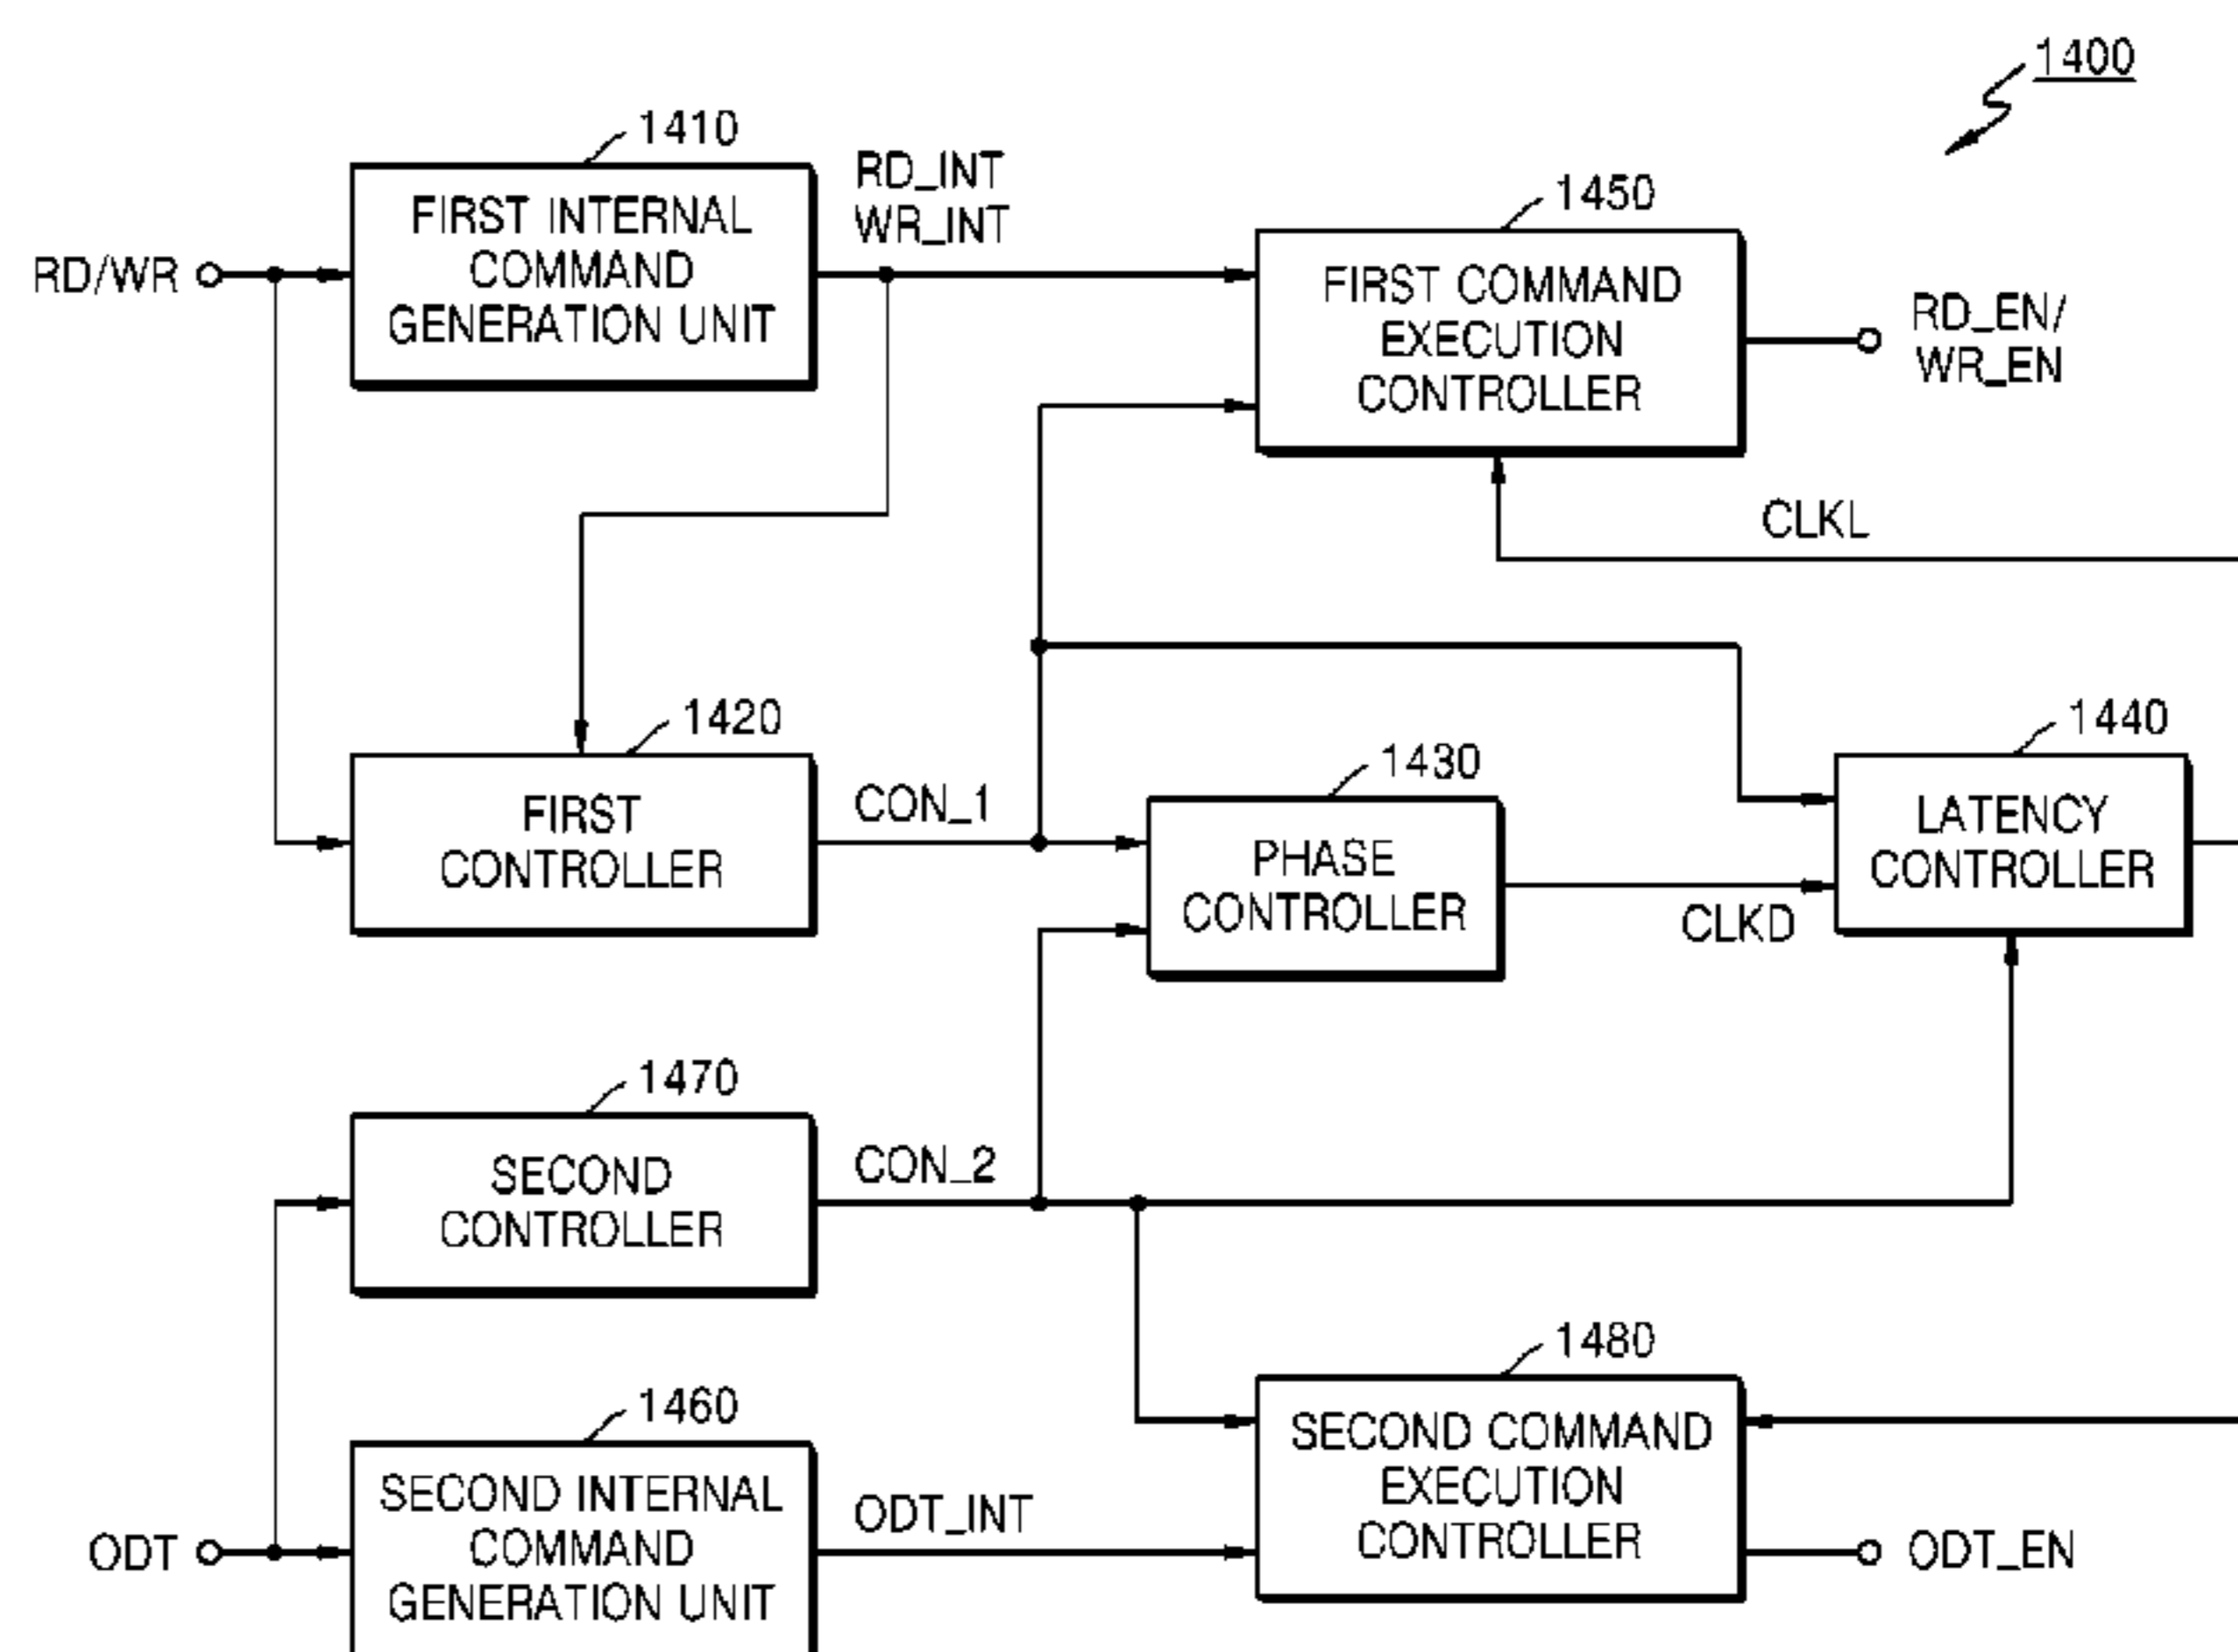 1400
1410
RD_INT
WR_INT
1450
FIRST INTERNAL
COMMAND
GENERATION UNIT
RD/WR
FIRST COMMAND
EXECUTION
CONTROLLER
RD_EN/
WR_EN
CLKL
1420
1430
1440
FIRST
CONTROLLER
CON_1
PHASE
CONTROLLER
CLKD
LATENCY
CONTROLLER
1470
SECOND
CONTROLLER
CON_2
1480
1460
SECOND INTERNAL
COMMAND
GENERATION UNIT
ODT
ODT_INT
SECOND COMMAND
EXECUTION
CONTROLLER
ODT_EN